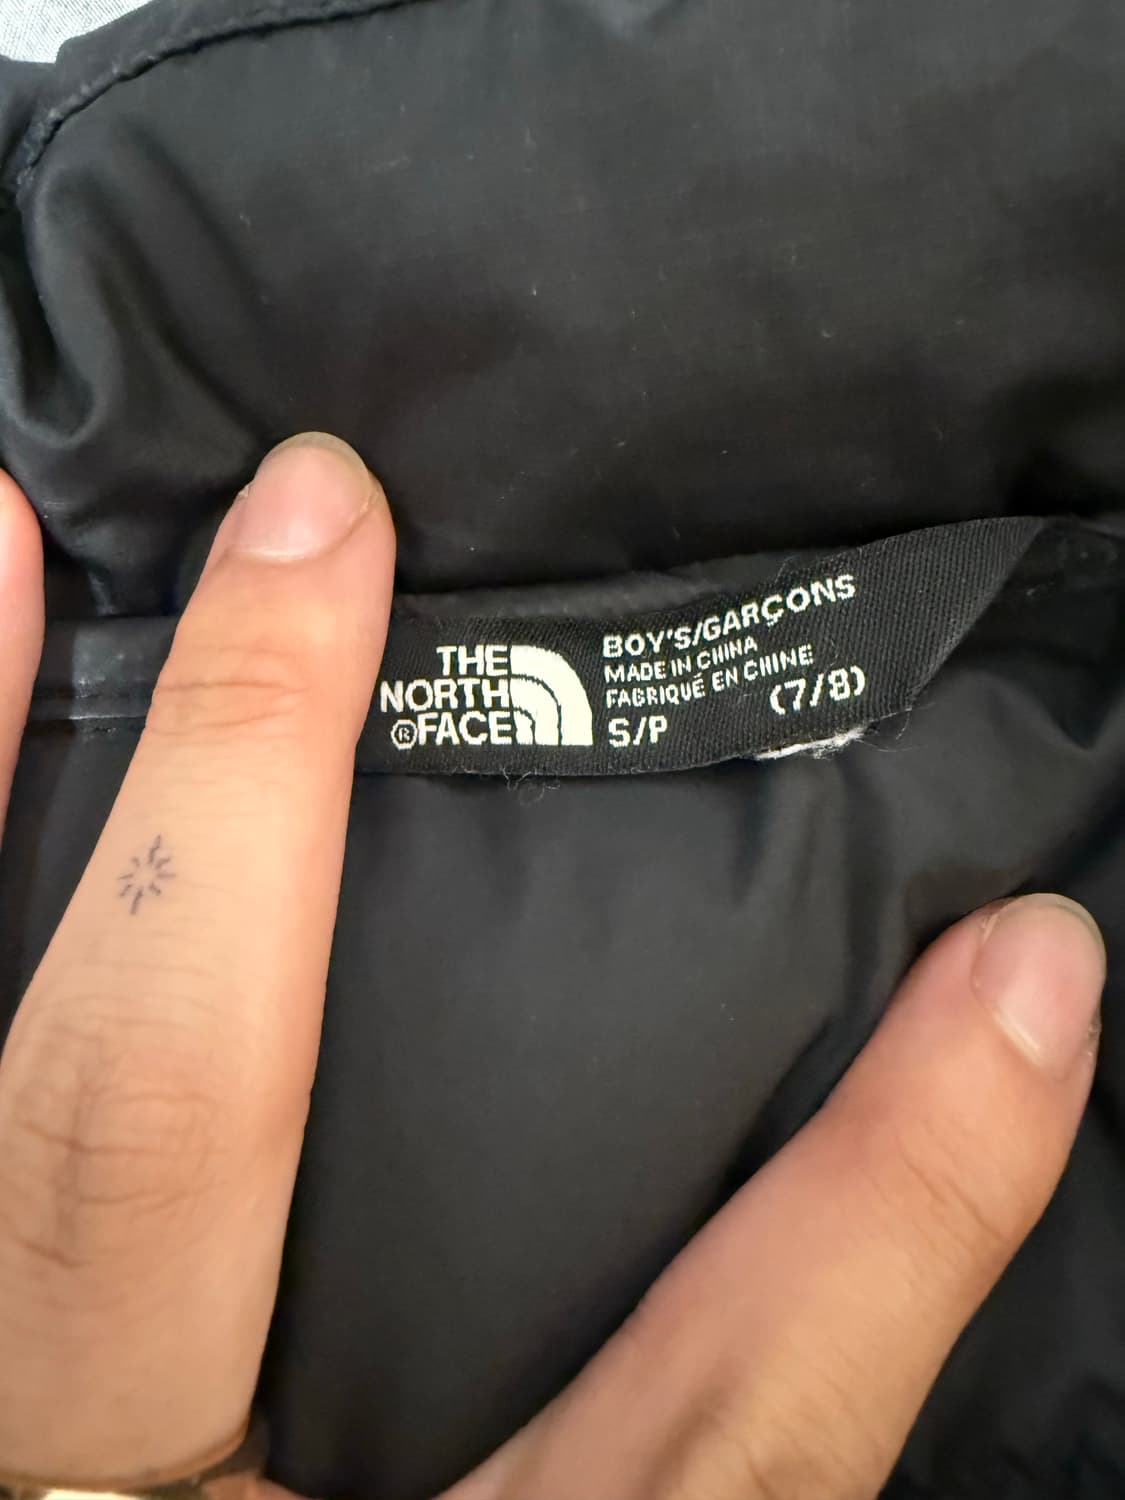 THE
NORTH
®FACE
BOY'S/GARÇONS
MADE IN CHINA
FABRIQUÉ EN CHINE
S/P (7/8)